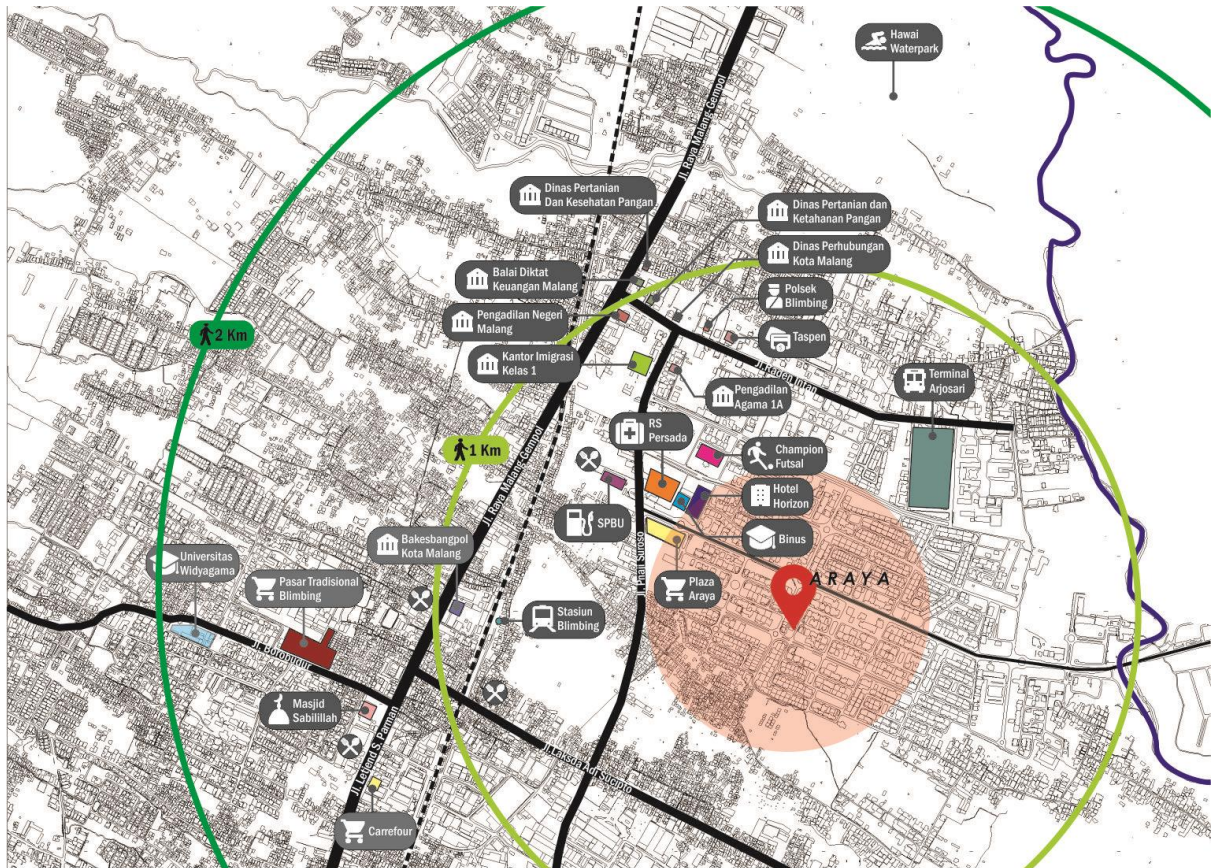 Hawai
Waterpark
Jl. Raya Malang Gempol
Dinas Pertanian
Dan Kesehatan Pangan
Dinas Pertanian dan
Ketahanan Pangan
Dinas Perhubungan
Kota Malang
Balai Diktat
Keuangan Malang
Polsek
Blimbing
Pengadilan Negeri
Malang
2 Km
Taspen
Kantor Imigrasi
Kelas 1
Jl. Raden Intan
Terminal
Arjosari
Pengadilan
Agama 1A
RS
Persada
1 Km
Champion
Futsal
Jl. Raya Malang Gempol
Hotel
Horizon
SPBU
Bakesbangpol
Kota Malang
Binus
Universitas
Widyagama
Pasar Tradisional
Blimbing
Jl. Panji Suroso
Plaza
Araya
ARAYA
Stasiun
Blimbing
Jl. Borobudur
Masjid
Sabilillah
Jl. Letjend S. Parman
Jl. Laksda Adi Sucipto
Carrefour